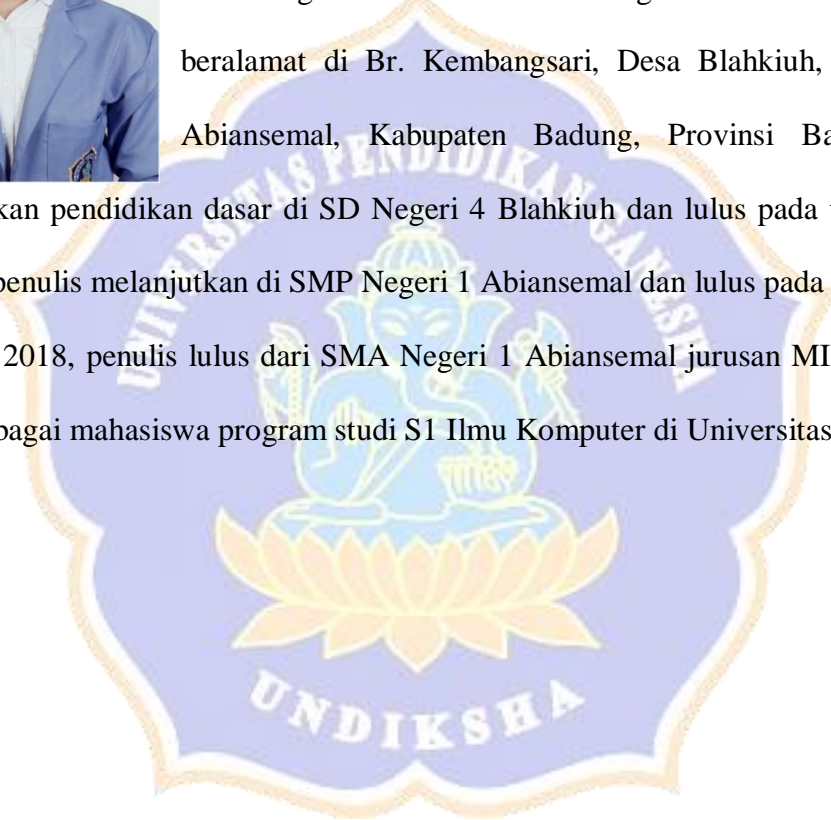 beralamat di Br. Kembangsari, Desa Blahkiuh,
Abiansemal, Kabupaten Badung, Provinsi Ba
kan pendidikan dasar di SD Negeri 4 Blahkiuh dan lulus pada
penulis melanjutkan di SMP Negeri 1 Abiansemal dan lulus pada
2018, penulis lulus dari SMA Negeri 1 Abiansemal jurusan MI
bagai mahasiswa program studi S1 Ilmu Komputer di Universitas
UNIVERSITAS PENDIDIKAN GANESHA
UNDIKSHA